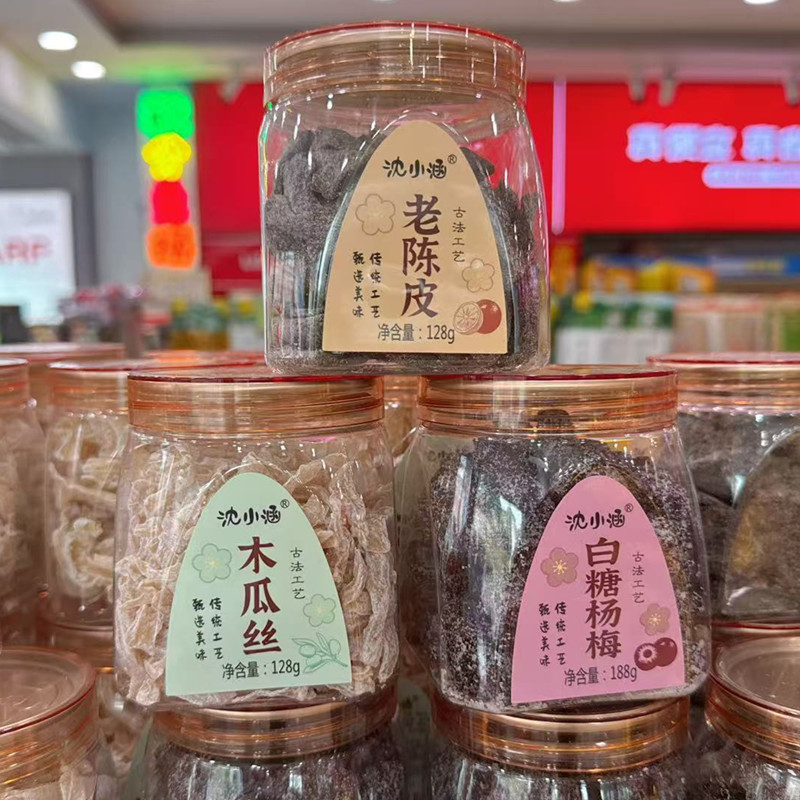 沈小涵®
老陈皮
古法工艺
传统工艺
甄选美味
净含量：128g
沈小涵®
木瓜丝
古法工艺
传统工艺
甄选美味
净含量：128g
沈小涵®
白糖杨梅
古法工艺
传统工艺
甄选美味
净含量：188g